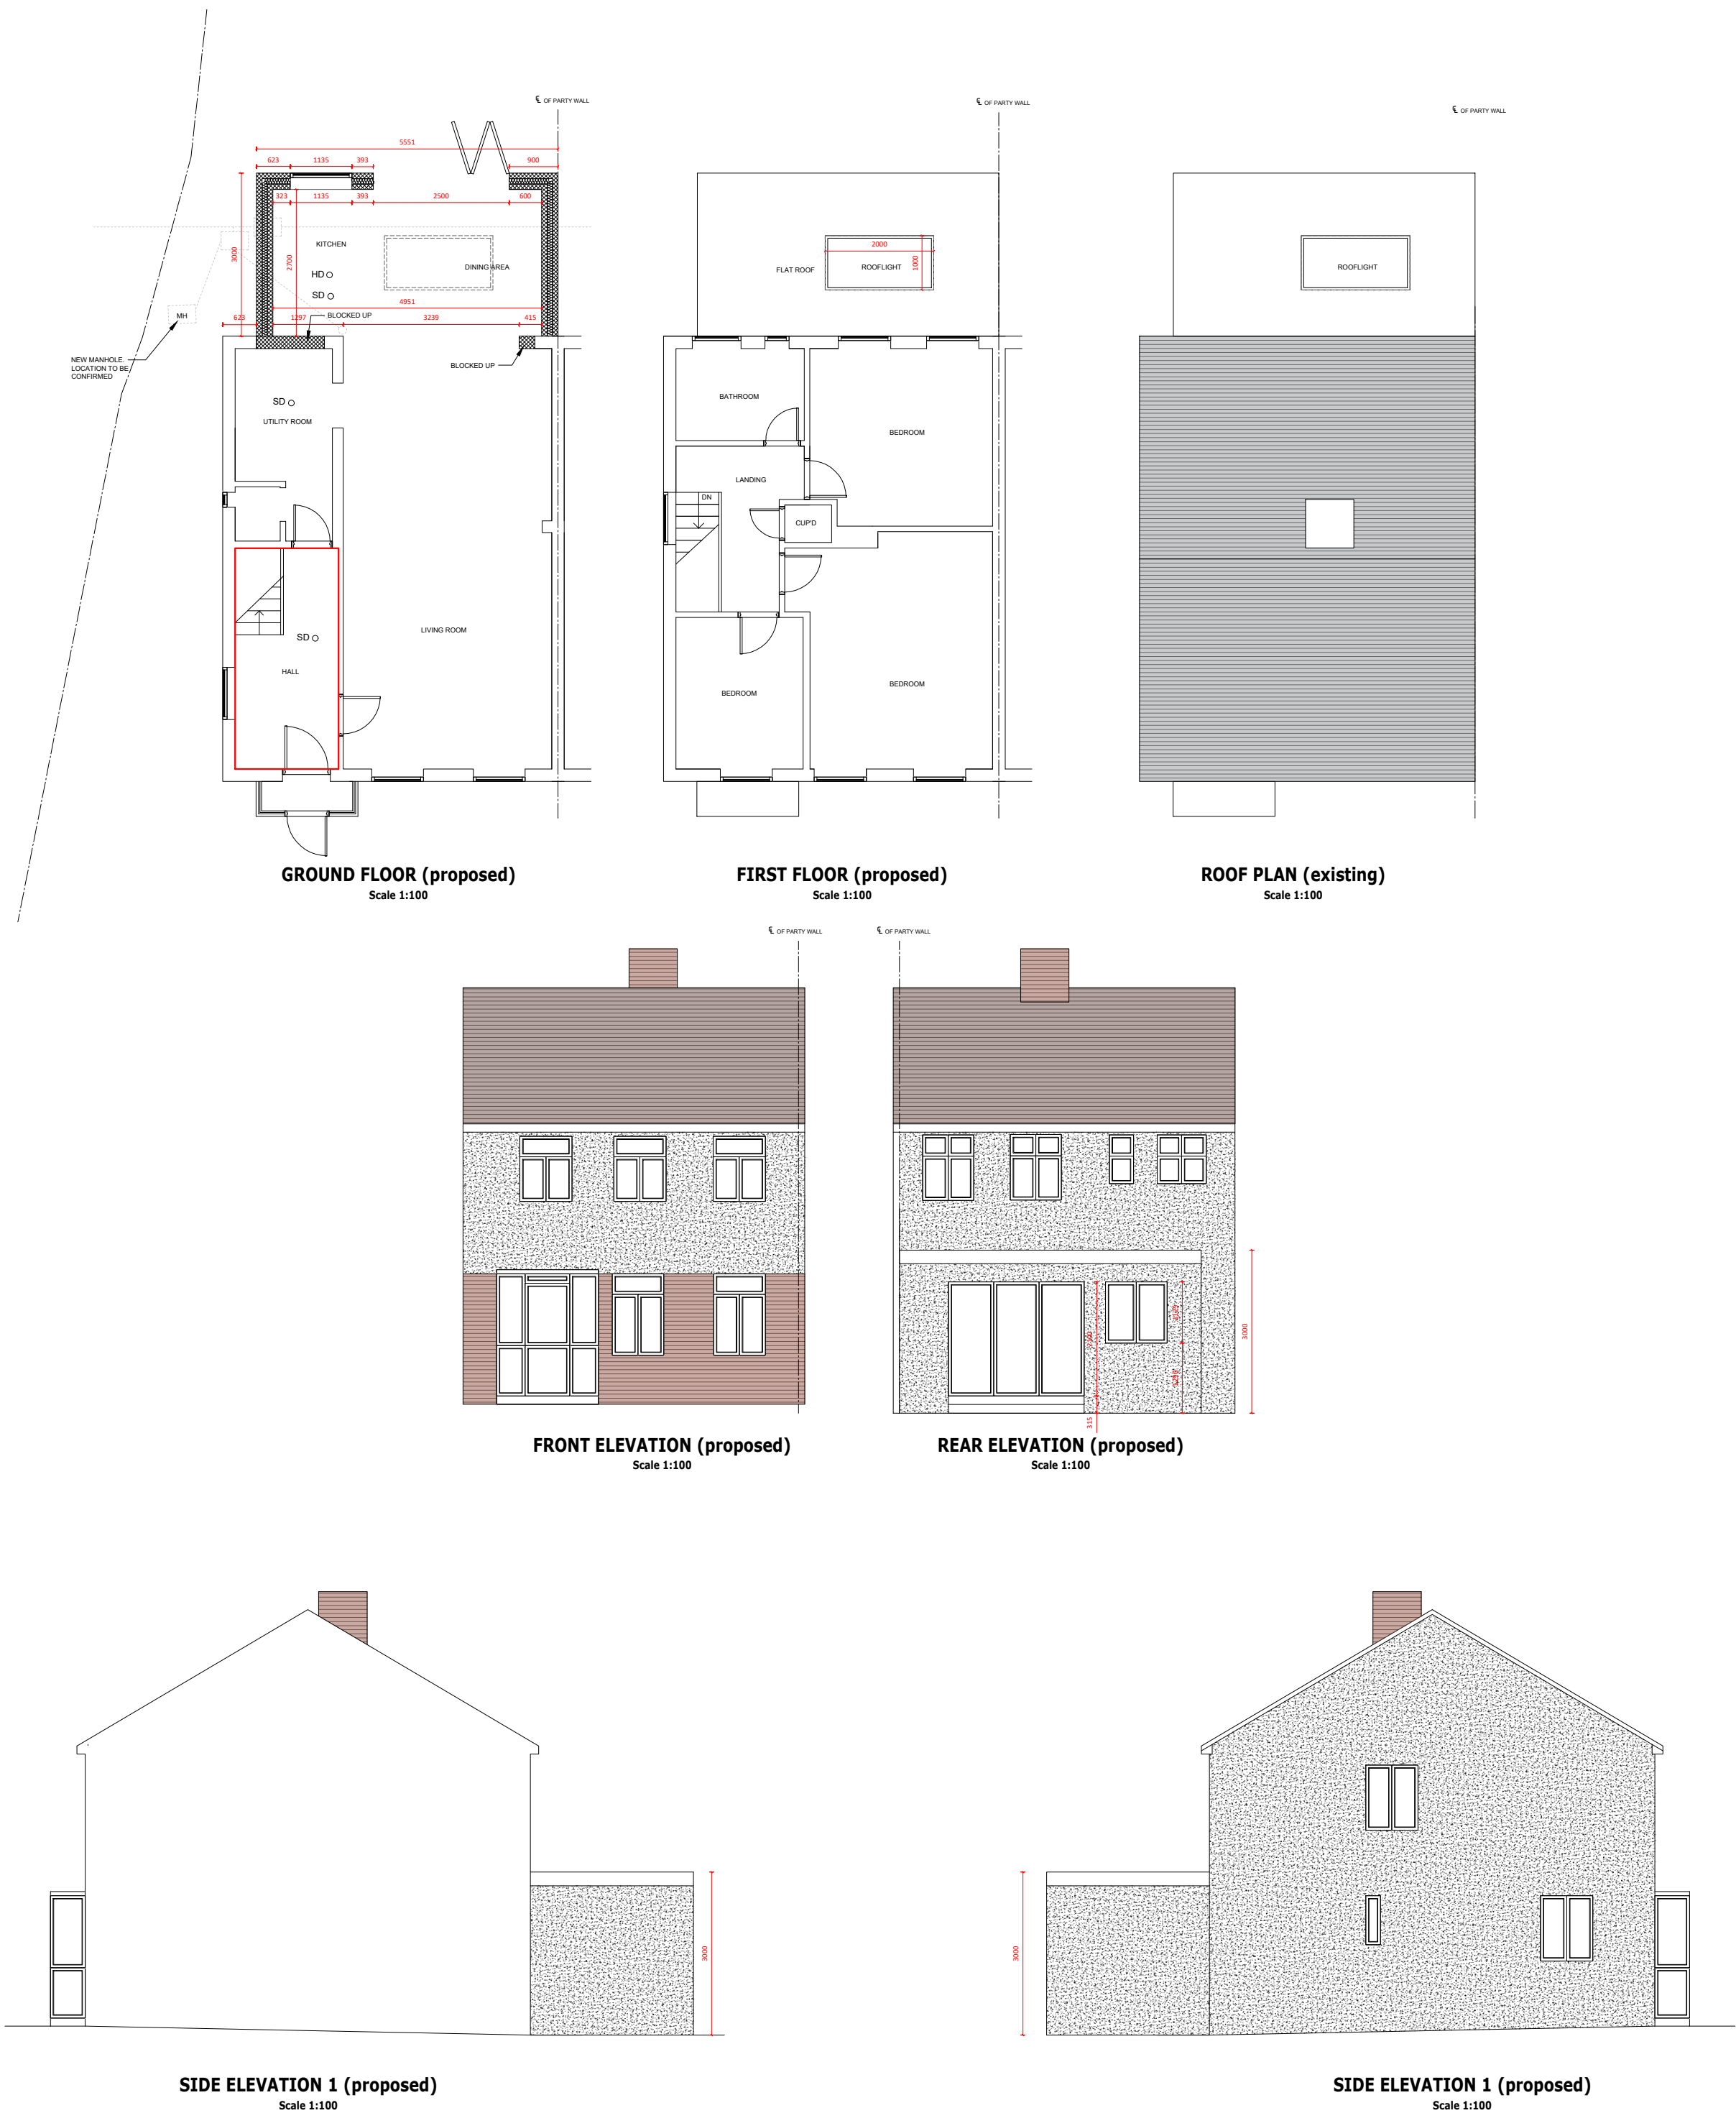 ℄ OF PARTY WALL
5551
623 1135 393 900
323 1135 393 2500 600
3000
2700
KITCHEN
HD
SD
DINING AREA
4951
623 1297 3239 415
BLOCKED UP
BLOCKED UP
MH
NEW MANHOLE.
LOCATION TO BE
CONFIRMED
SD
UTILITY ROOM
SD
HALL
LIVING ROOM
GROUND FLOOR (proposed)
Scale 1:100
℄ OF PARTY WALL
2000
1000
FLAT ROOF
ROOFLIGHT
BATHROOM
BEDROOM
LANDING
DN
CUP'D
BEDROOM
BEDROOM
FIRST FLOOR (proposed)
Scale 1:100
℄ OF PARTY WALL
ROOFLIGHT
ROOF PLAN (existing)
Scale 1:100
℄ OF PARTY WALL
FRONT ELEVATION (proposed)
Scale 1:100
℄ OF PARTY WALL
3000
315
REAR ELEVATION (proposed)
Scale 1:100
3000
SIDE ELEVATION 1 (proposed)
Scale 1:100
3000
SIDE ELEVATION 1 (proposed)
Scale 1:100